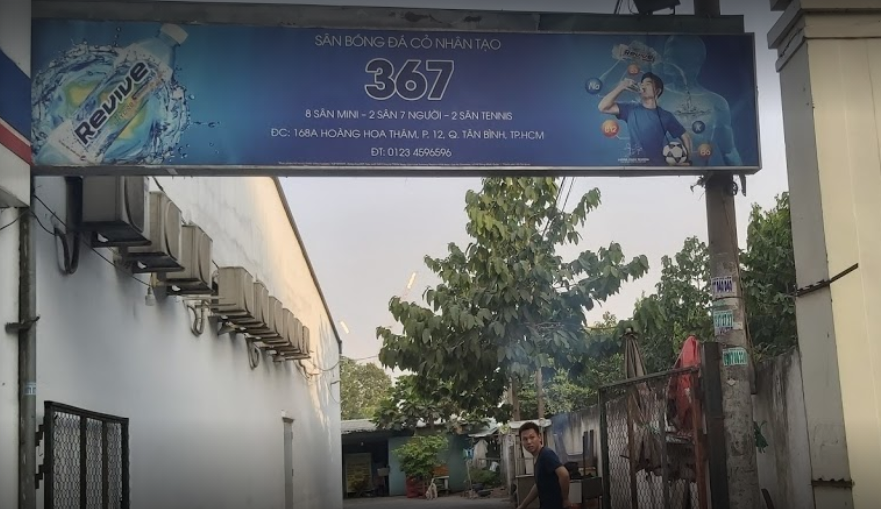 SÂN BÓNG ĐÁ CỎ NHÂN TẠO
367
8 SÂN MINI – 2 SÂN 7 NGƯỜI – 2 SÂN TENNIS
ĐC: 168A HOÀNG HOA THÁM, P. 12, Q. TÂN BÌNH, TP.HCM
ĐT: 0123 4596596
Revive
Revive